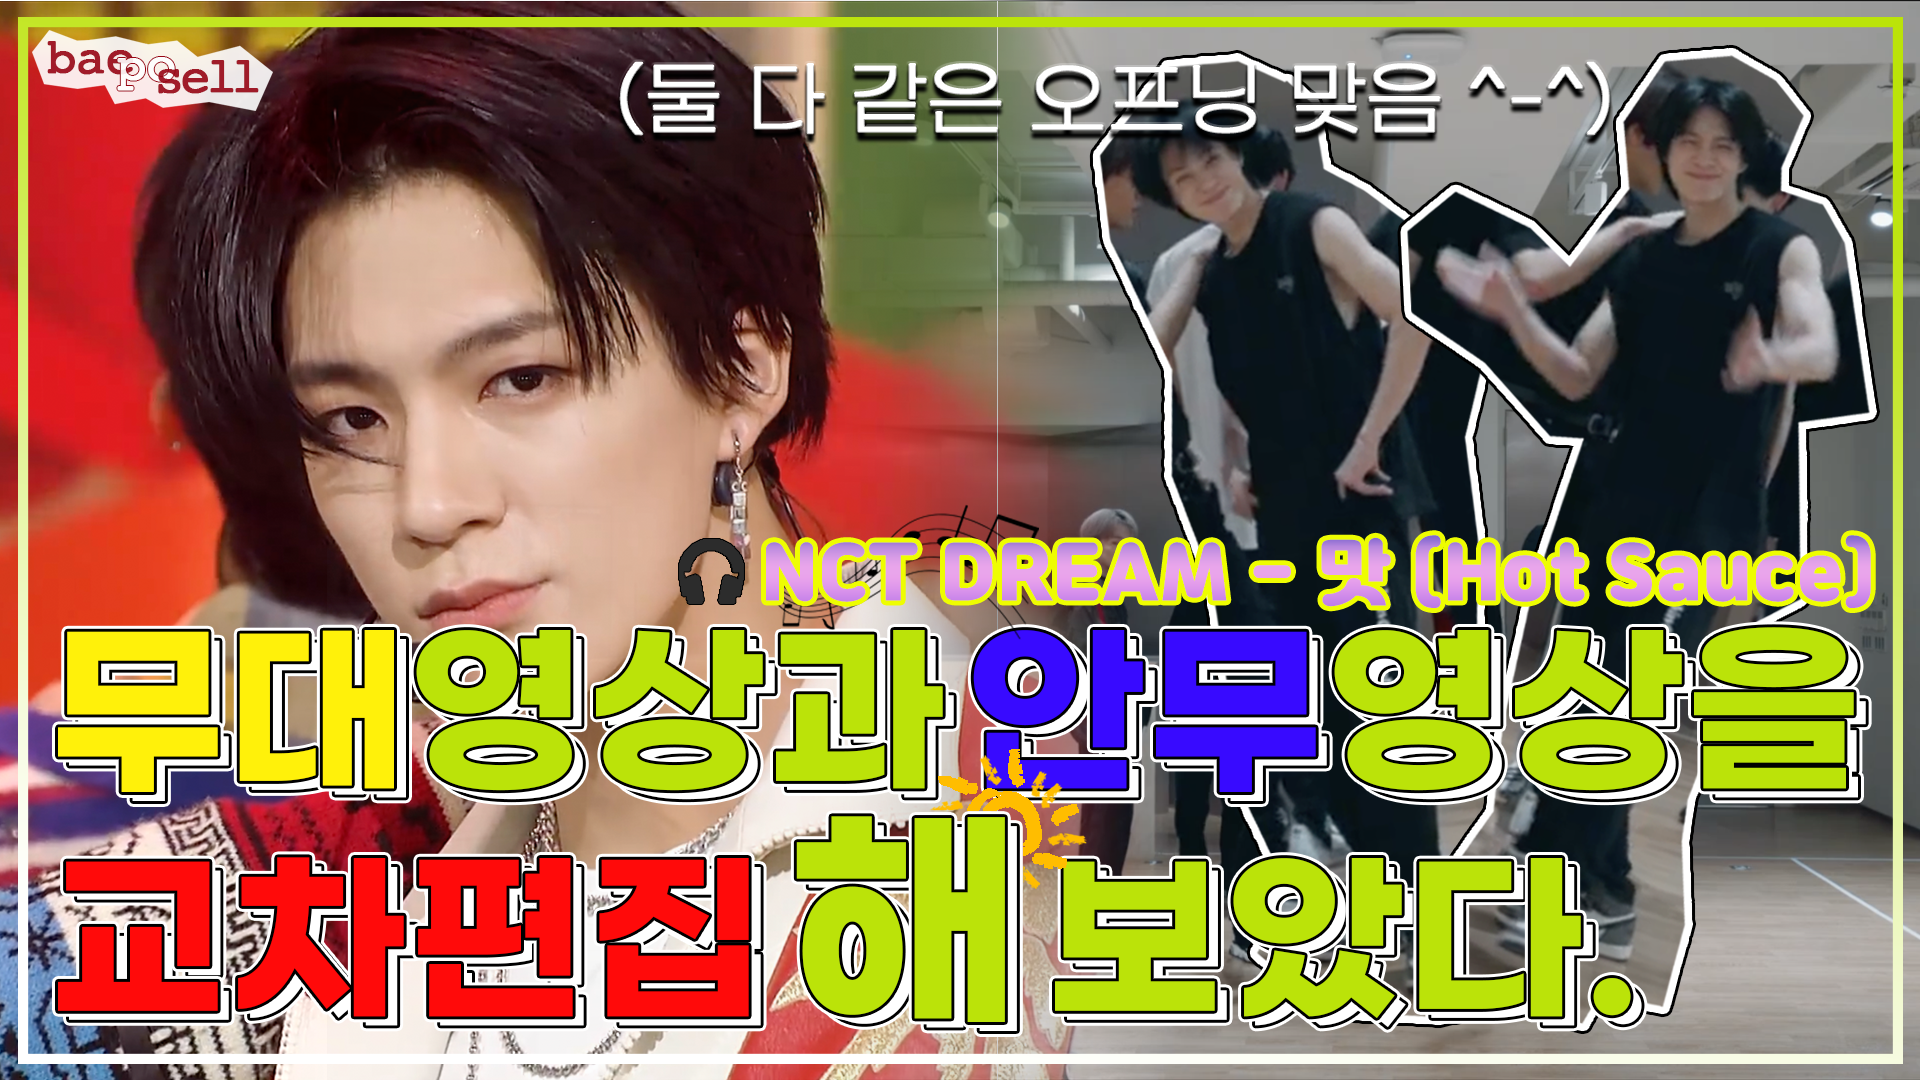 baeposell
(둘 다 같은 오프닝 맞음 ^-^)
NCT DREAM - 맛 (Hot Sauce)
무대영상과 안무영상을
교차편집 해 보았다.